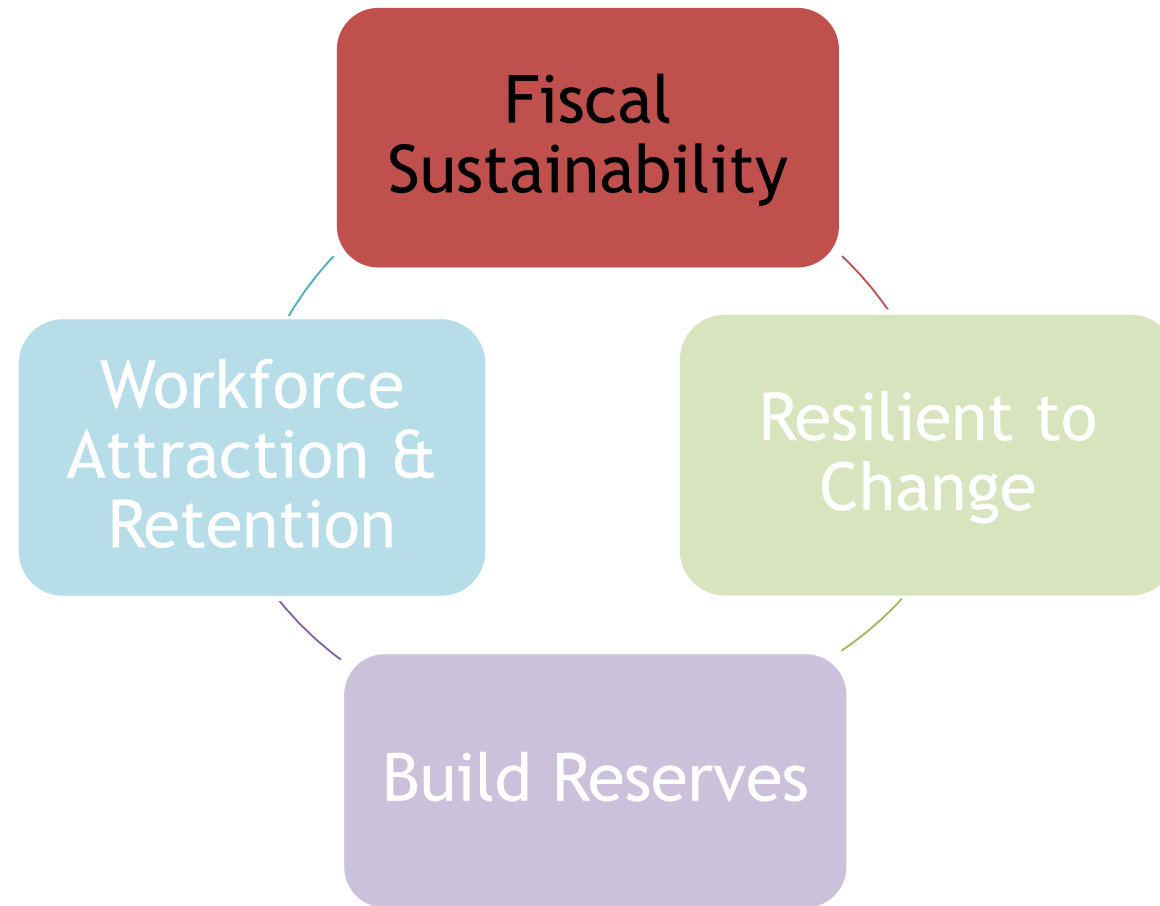 Fiscal
Sustainability
Workforce
Attraction &
Retention
Resilient to
Change
Build Reserves